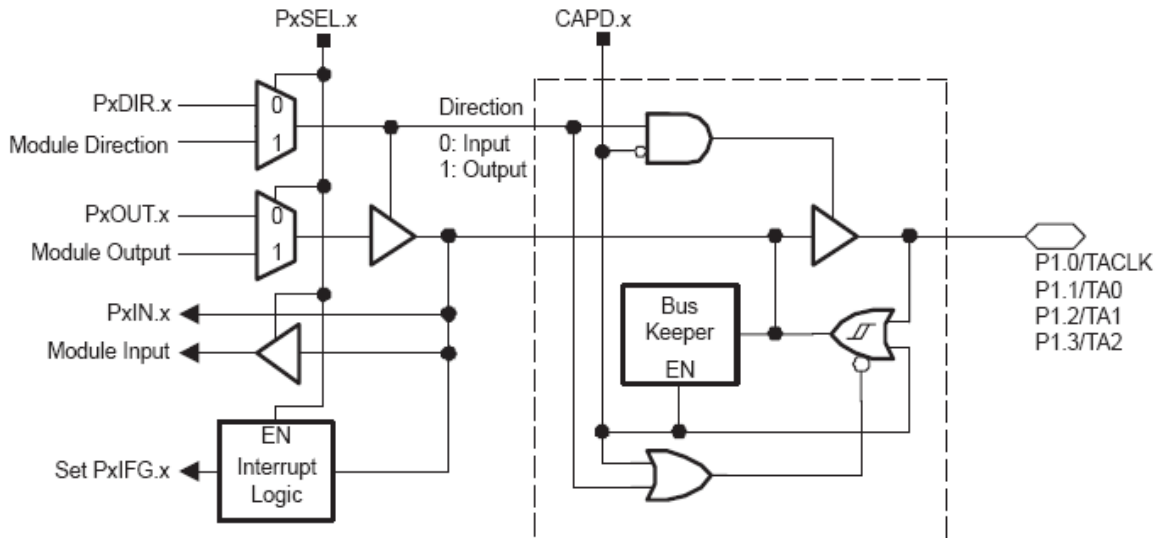 PxSEL.x
CAPD.x
PxDIR.x
0
Module Direction
1
Direction
0: Input
1: Output
PxOUT.x
0
Module Output
1
P1.0/TACLK
P1.1/TA0
P1.2/TA1
P1.3/TA2
PxIN.x
Module Input
Bus
Keeper
EN
EN
Set PxIFG.x
Interrupt
Logic